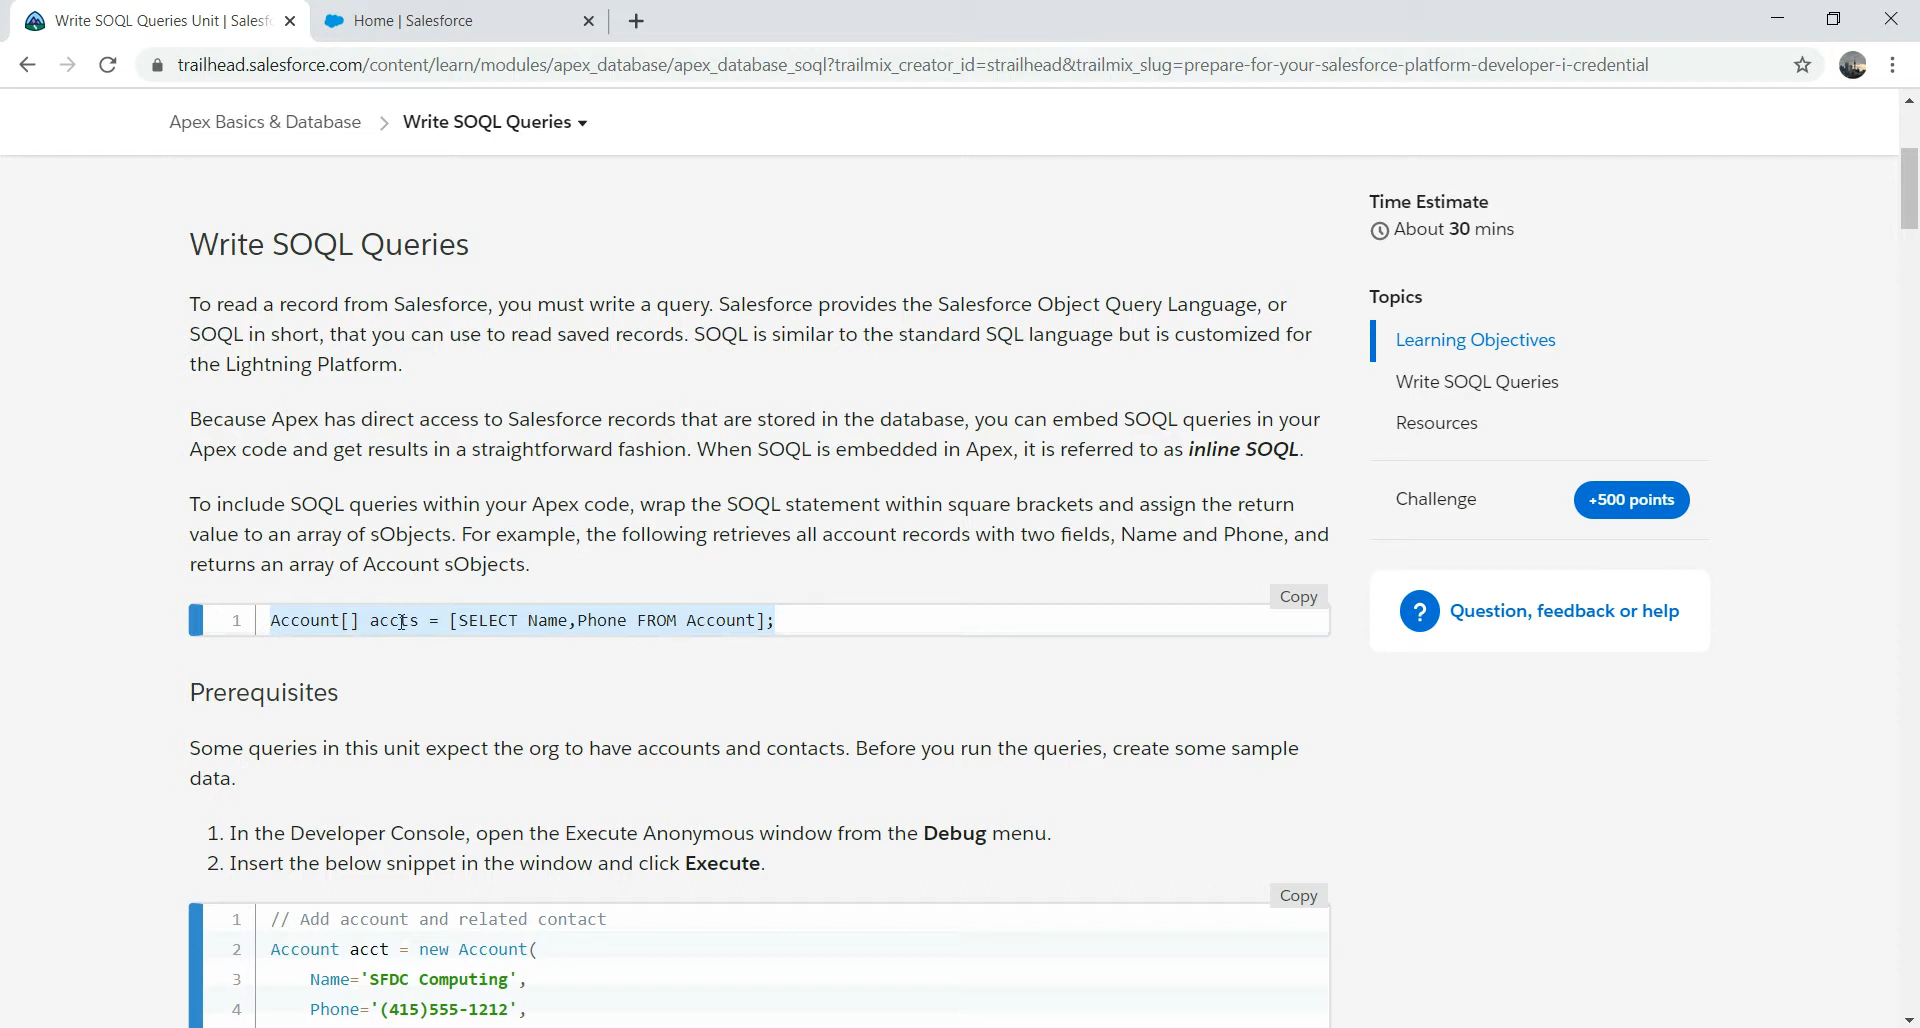 Write SOQL Queries Unit | Salesf
Home | Salesforce
trailhead.salesforce.com/content/learn/modules/apex_database/apex_database_soql?trailmix_creator_id=strailhead&trailmix_slug=prepare-for-your-salesforce-platform-developer-i-credential
Apex Basics & Database > Write SOQL Queries
Write SOQL Queries
To read a record from Salesforce, you must write a query. Salesforce provides the Salesforce Object Query Language, or
SOQL in short, that you can use to read saved records. SOQL is similar to the standard SQL language but is customized for
the Lightning Platform.
Because Apex has direct access to Salesforce records that are stored in the database, you can embed SOQL queries in your
Apex code and get results in a straightforward fashion. When SOQL is embedded in Apex, it is referred to as inline SOQL.
To include SOQL queries within your Apex code, wrap the SOQL statement within square brackets and assign the return
value to an array of sObjects. For example, the following retrieves all account records with two fields, Name and Phone, and
returns an array of Account sObjects.
Copy
1 Account[] accts = [SELECT Name,Phone FROM Account];
Prerequisites
Some queries in this unit expect the org to have accounts and contacts. Before you run the queries, create some sample
data.
1. In the Developer Console, open the Execute Anonymous window from the Debug menu.
2. Insert the below snippet in the window and click Execute.
Copy
1 // Add account and related contact
2 Account acct = new Account(
3 Name='SFDC Computing',
4 Phone='(415)555-1212',
Time Estimate
About 30 mins
Topics
Learning Objectives
Write SOQL Queries
Resources
Challenge +500 points
? Question, feedback or help